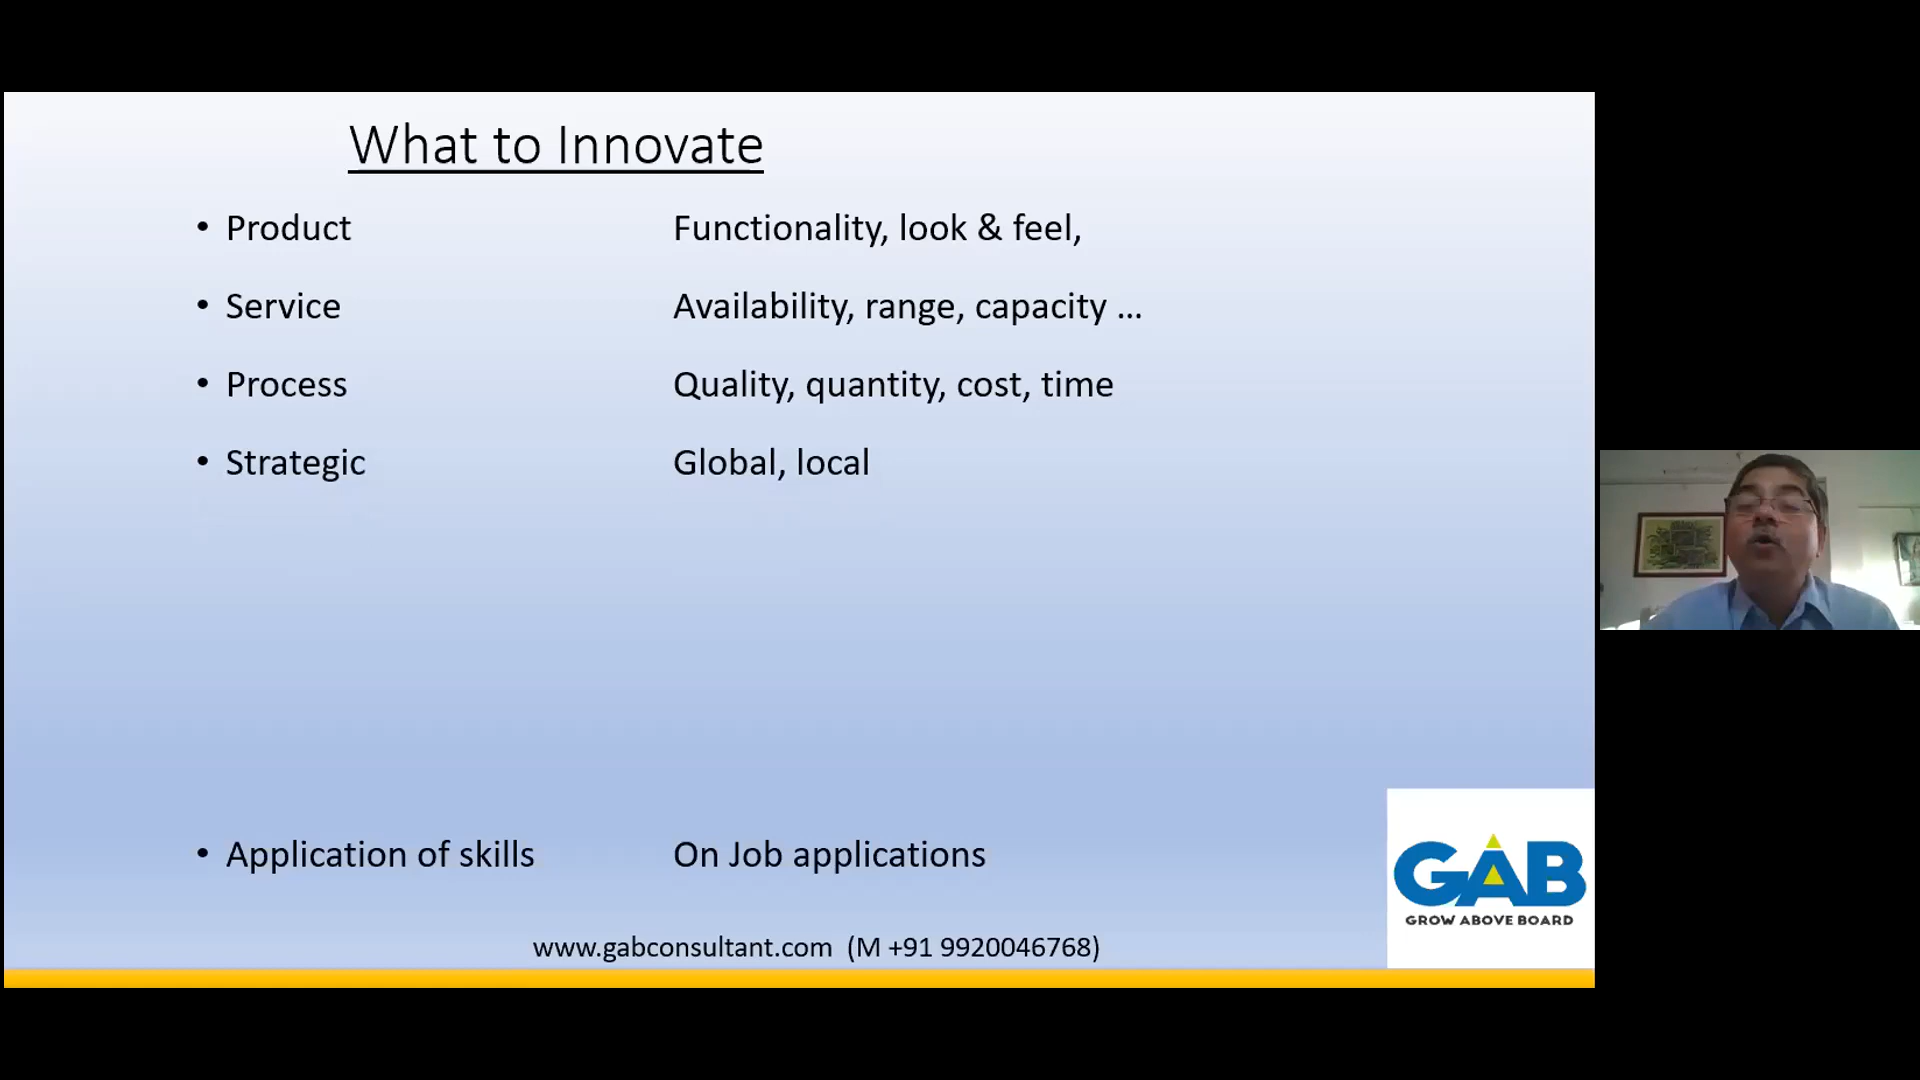 What to Innovate
• Product Functionality, look & feel,
• Service Availability, range, capacity ...
• Process Quality, quantity, cost, time
• Strategic Global, local
• Application of skills On Job applications
GAB
GROW ABOVE BOARD
www.gabconsultant.com (M +91 9920046768)